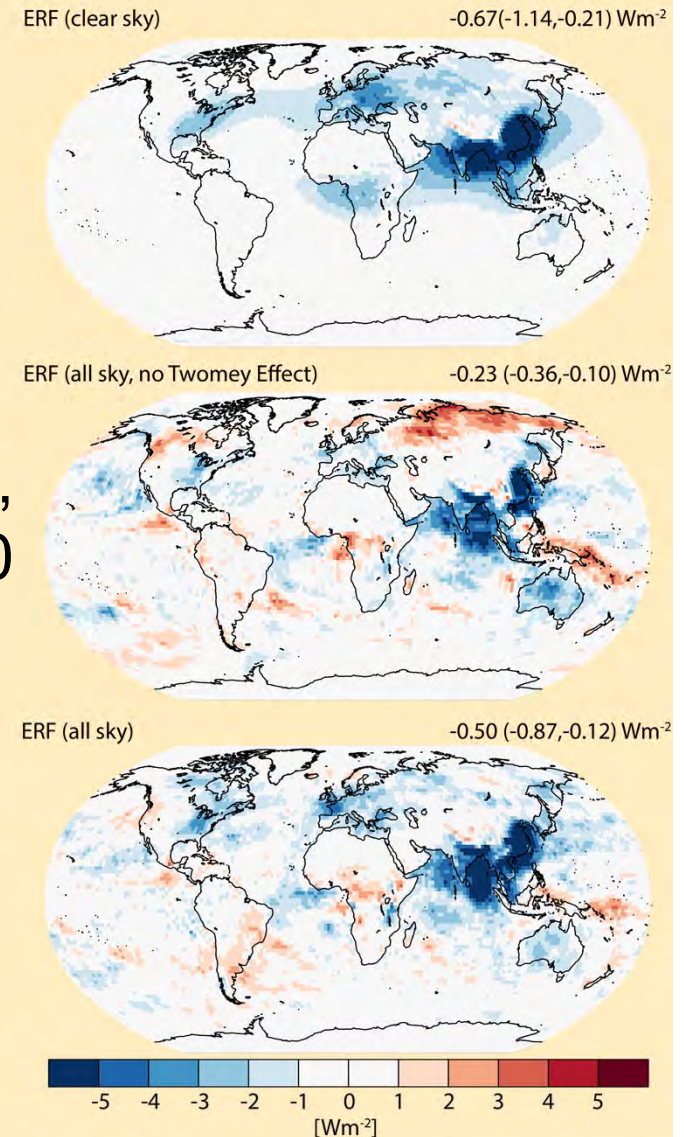 ERF (clear sky) -0.67(-1.14,-0.21) Wm-2
ERF (all sky, no Twomey Effect) -0.23 (-0.36,-0.10) Wm-2
,
0
ERF (all sky) -0.50 (-0.87,-0.12) Wm-2
-5 -4 -3 -2 -1 0 1 2 3 4 5
[Wm-2]